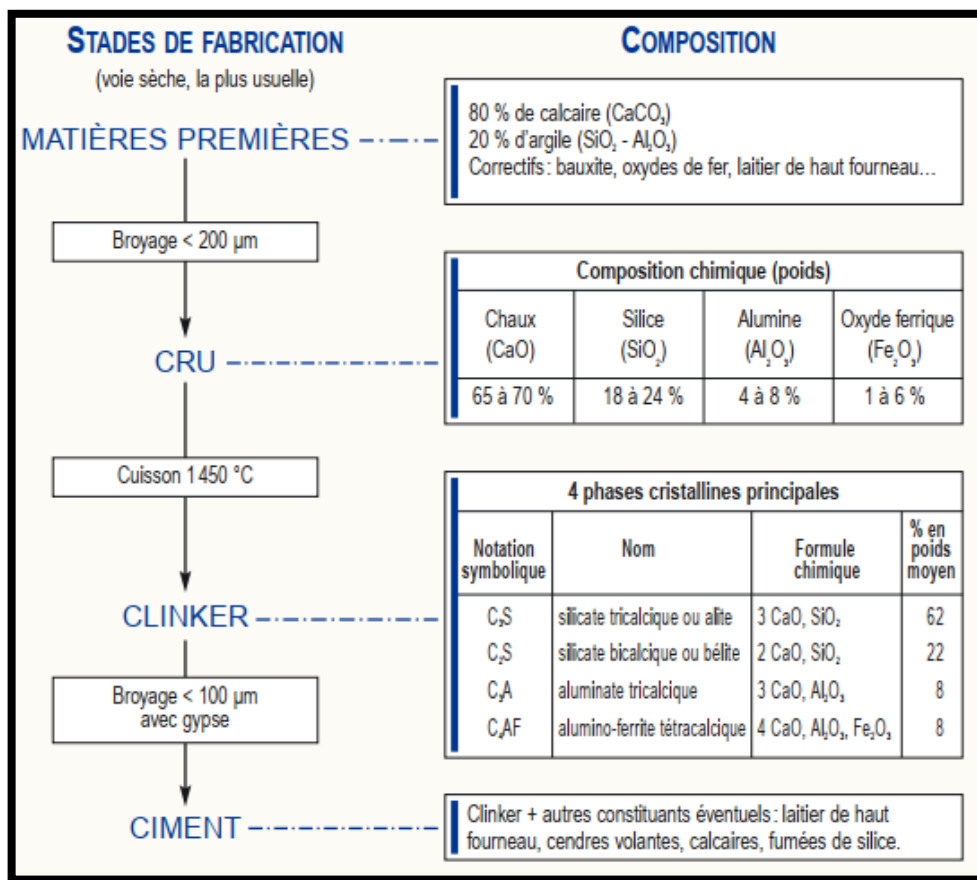 STADES DE FABRICATION
(voie sèche, la plus usuelle)
COMPOSITION
MATIÈRES PREMIÈRES
80 % de calcaire (CaCO₃)
20 % d'argile (SiO₂ - Al₂O₃)
Correctifs : bauxite, oxydes de fer, laitier de haut fourneau…
Broyage < 200 µm
CRU
Composition chimique (poids)
Chaux (CaO) Silice (SiO₂) Alumine (Al₂O₃) Oxyde ferrique (Fe₂O₃)
65 à 70 % 18 à 24 % 4 à 8 % 1 à 6 %
Cuisson 1 450 °C
CLINKER
4 phases cristallines principales
Notation symbolique Nom Formule chimique % en poids moyen
C₃S silicate tricalcique ou alite 3 CaO, SiO₂ 62
C₂S silicate bicalcique ou bélite 2 CaO, SiO₂ 22
C₃A aluminate tricalcique 3 CaO, Al₂O₃ 8
C₄AF alumino-ferrite tétracalcique 4 CaO, Al₂O₃, Fe₂O₃ 8
Broyage < 100 µm
avec gypse
CIMENT
Clinker + autres constituants éventuels : laitier de haut
fourneau, cendres volantes, calcaires, fumées de silice.